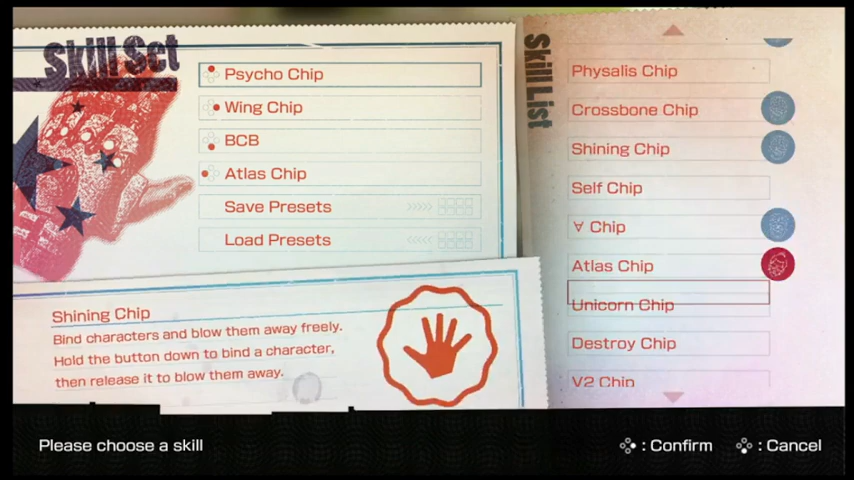 Skill Set
Psycho Chip
Wing Chip
BCB
Atlas Chip
Save Presets
Load Presets
Shining Chip
Bind characters and blow them away freely.
Hold the button down to bind a character,
then release it to blow them away.
Skill List
Physalis Chip
Crossbone Chip
Shining Chip
Self Chip
∀ Chip
Atlas Chip
Unicorn Chip
Destroy Chip
V2 Chip
Please choose a skill
: Confirm
: Cancel